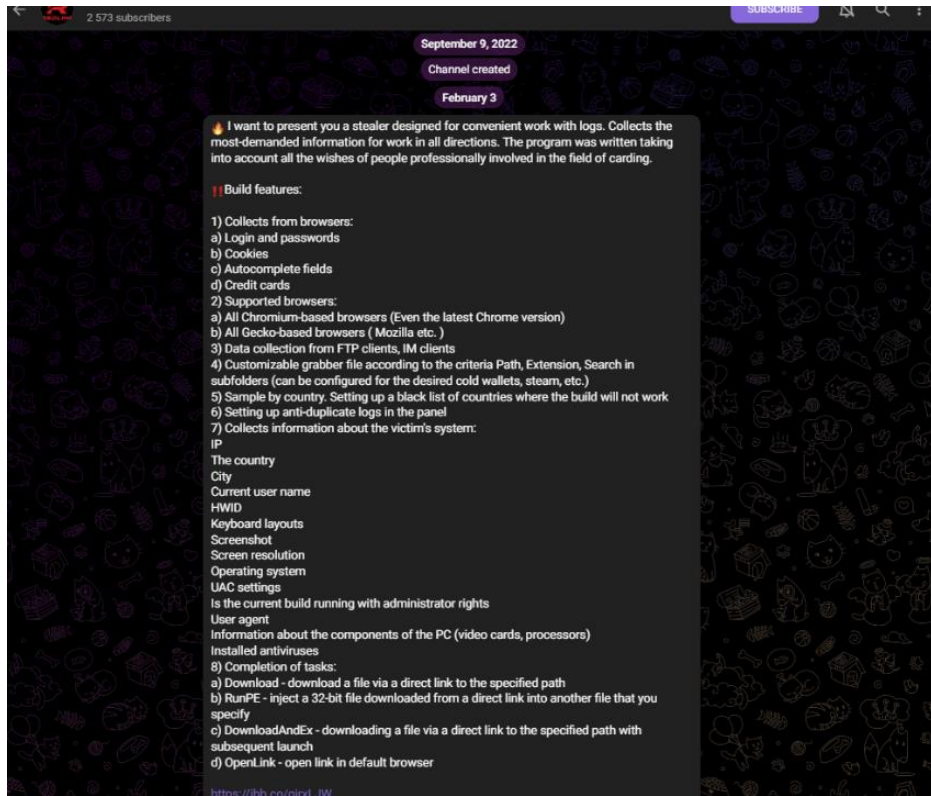 2 573 subscribers
SUBSCRIBE
September 9, 2022
Channel created
February 3
🔥 I want to present you a stealer designed for convenient work with logs. Collects the
most-demanded information for work in all directions. The program was written taking
into account all the wishes of people professionally involved in the field of carding.
‼️Build features:
1) Collects from browsers:
a) Login and passwords
b) Cookies
c) Autocomplete fields
d) Credit cards
2) Supported browsers:
a) All Chromium-based browsers (Even the latest Chrome version)
b) All Gecko-based browsers ( Mozilla etc. )
3) Data collection from FTP clients, IM clients
4) Customizable grabber file according to the criteria Path, Extension, Search in
subfolders (can be configured for the desired cold wallets, steam, etc.)
5) Sample by country. Setting up a black list of countries where the build will not work
6) Setting up anti-duplicate logs in the panel
7) Collects information about the victim's system:
IP
The country
City
Current user name
HWID
Keyboard layouts
Screenshot
Screen resolution
Operating system
UAC settings
Is the current build running with administrator rights
User agent
Information about the components of the PC (video cards, processors)
Installed antiviruses
8) Completion of tasks:
a) Download - download a file via a direct link to the specified path
b) RunPE - inject a 32-bit file downloaded from a direct link into another file that you
specify
c) DownloadAndEx - downloading a file via a direct link to the specified path with
subsequent launch
d) OpenLink - open link in default browser